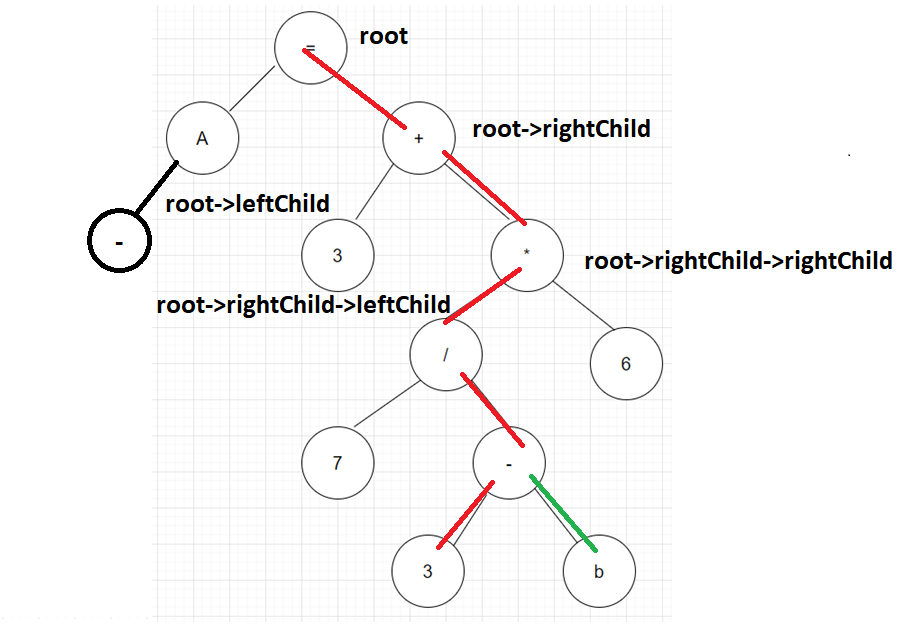 =
root
A
+
root->rightChild
root->leftChild
-
3
*
root->rightChild->rightChild
root->rightChild->leftChild
/
6
7
-
3
b